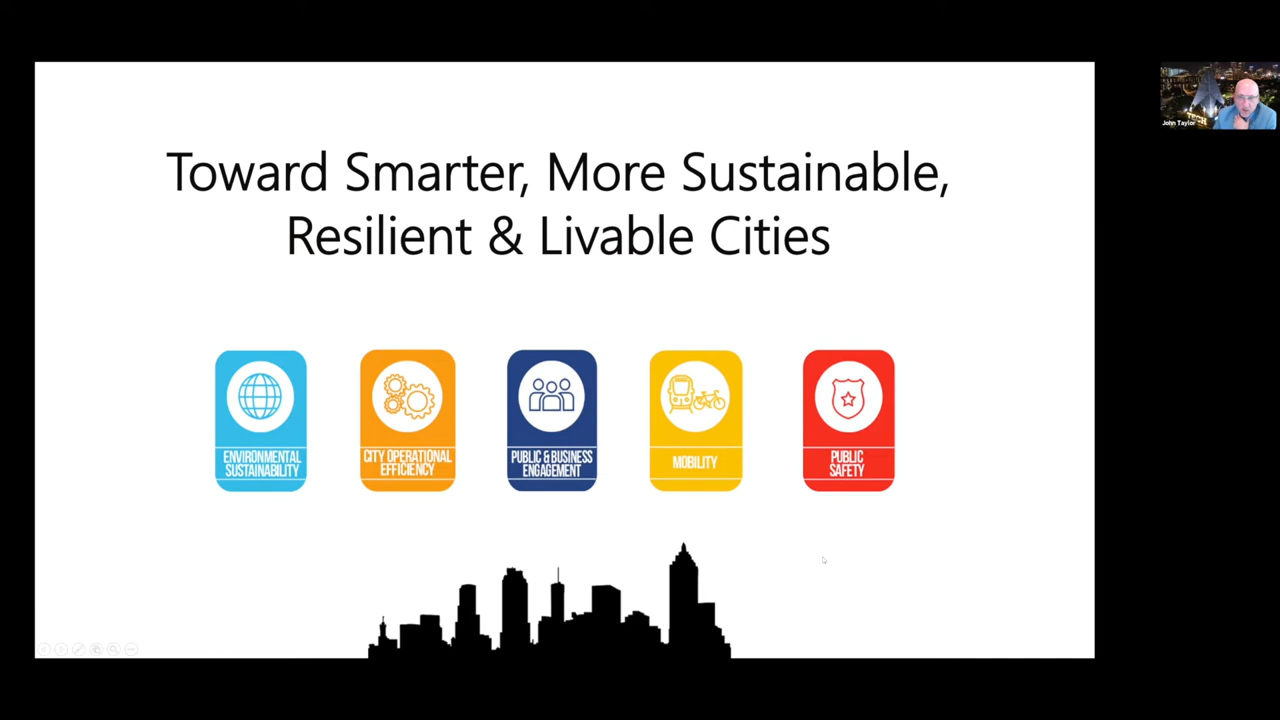 Toward Smarter, More Sustainable,
Resilient & Livable Cities
ENVIRONMENTAL
SUSTAINABILITY
CITY OPERATIONAL
EFFICIENCY
PUBLIC & BUSINESS
ENGAGEMENT
MOBILITY
PUBLIC
SAFETY
TECH
John Taylor